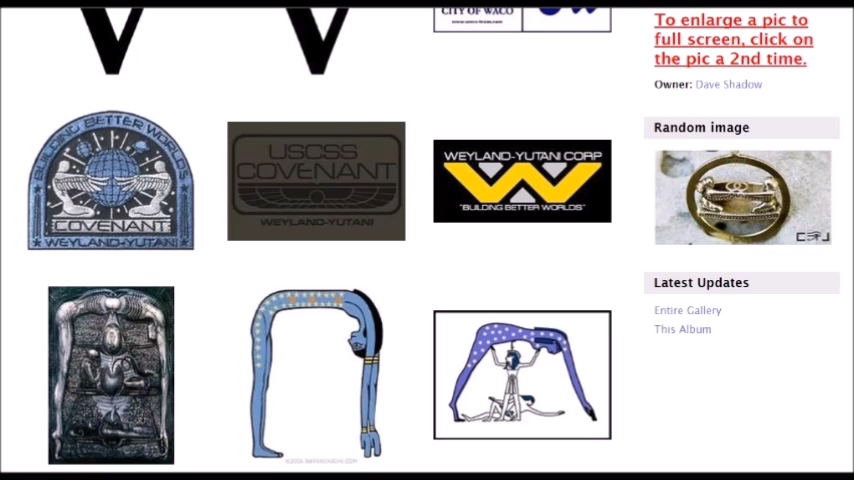 CITY OF WACO
To enlarge a pic to
full screen, click on
the pic a 2nd time.
Owner: Dave Shadow
BUILDING BETTER WORLDS
COVENANT
WEYLAND-YUTANI
USCSS
COVENANT
WEYLAND-YUTANI
WEYLAND-YUTANI CORP
"BUILDING BETTER WORLDS"
Random image
Latest Updates
Entire Gallery
This Album